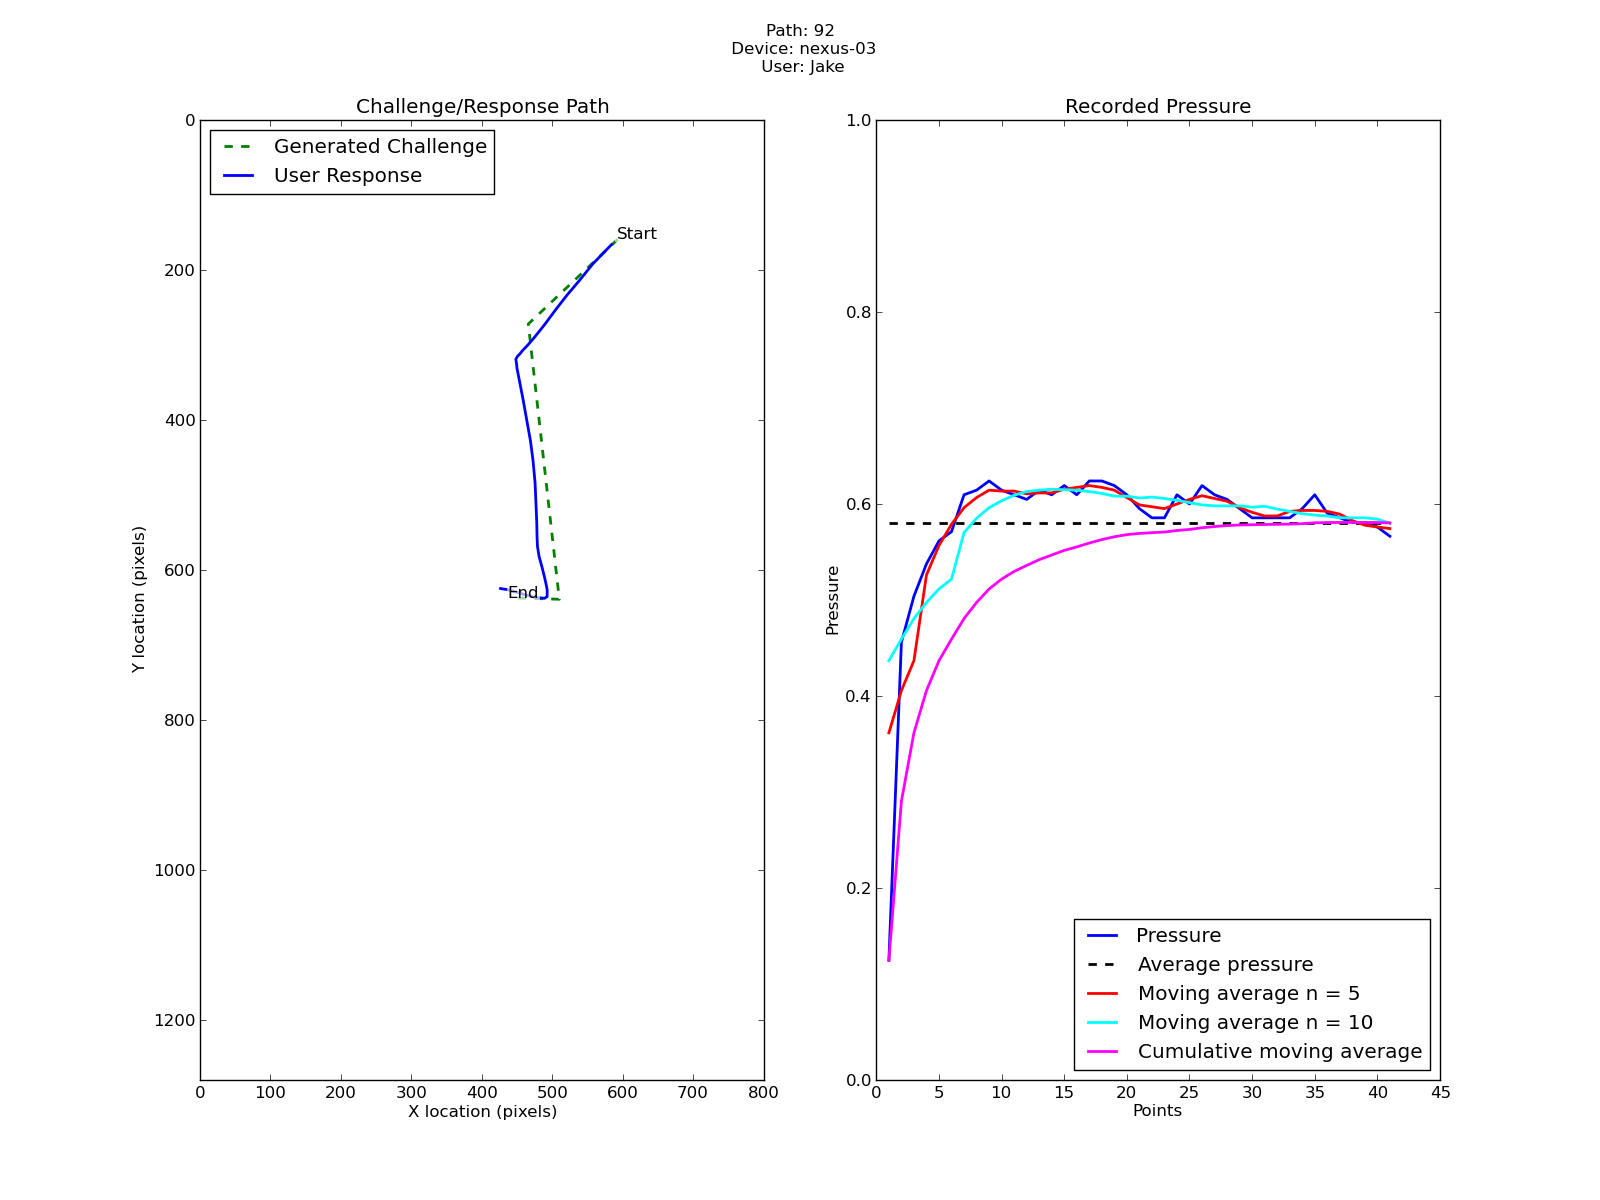 Path: 92
Device: nexus-03
User: Jake
Challenge/Response Path
Generated Challenge
User Response
Start
End
0
200
400
600
800
1000
1200
Y location (pixels)
0 100 200 300 400 500 600 700 800
X location (pixels)
Recorded Pressure
1.0
0.8
0.6
0.4
0.2
0.0
Pressure
Pressure
Average pressure
Moving average n = 5
Moving average n = 10
Cumulative moving average
0 5 10 15 20 25 30 35 40 45
Points